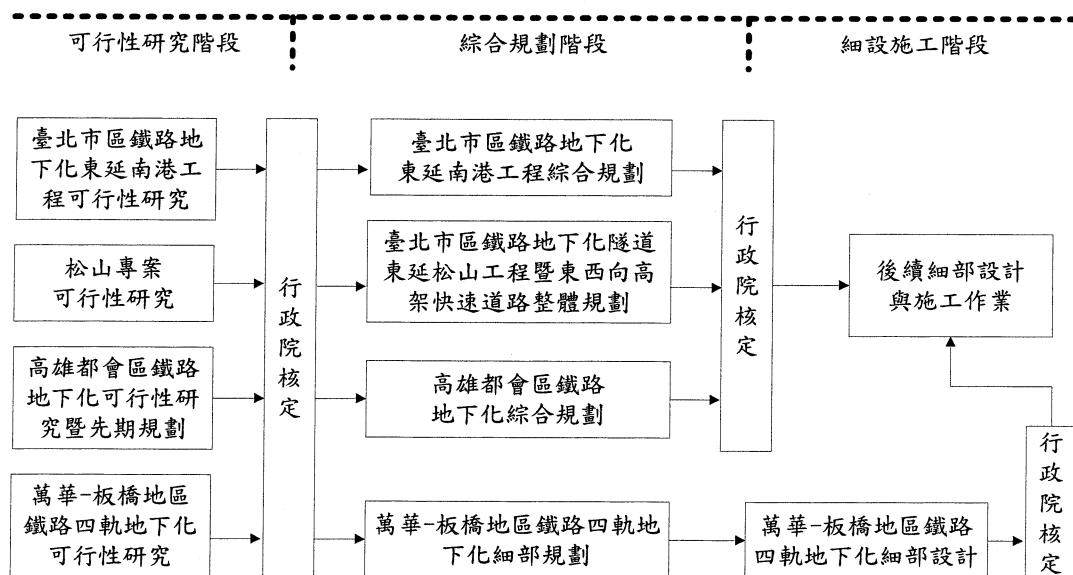 可行性研究階段
綜合規劃階段
細設施工階段
臺北市區鐵路地
下化東延南港工
程可行性研究
松山專案
可行性研究
高雄都會區鐵路
地下化可行性研
究暨先期規劃
萬華-板橋地區
鐵路四軌地下化
可行性研究
行政院核定
臺北市區鐵路地下化
東延南港工程綜合規劃
臺北市區鐵路地下化隧道
東延松山工程暨東西向高
架快速道路整體規劃
高雄都會區鐵路
地下化綜合規劃
萬華-板橋地區鐵路四軌地
下化細部規劃
行政院核定
萬華-板橋地區鐵路
四軌地下化細部設計
後續細部設計
與施工作業
行政院核定